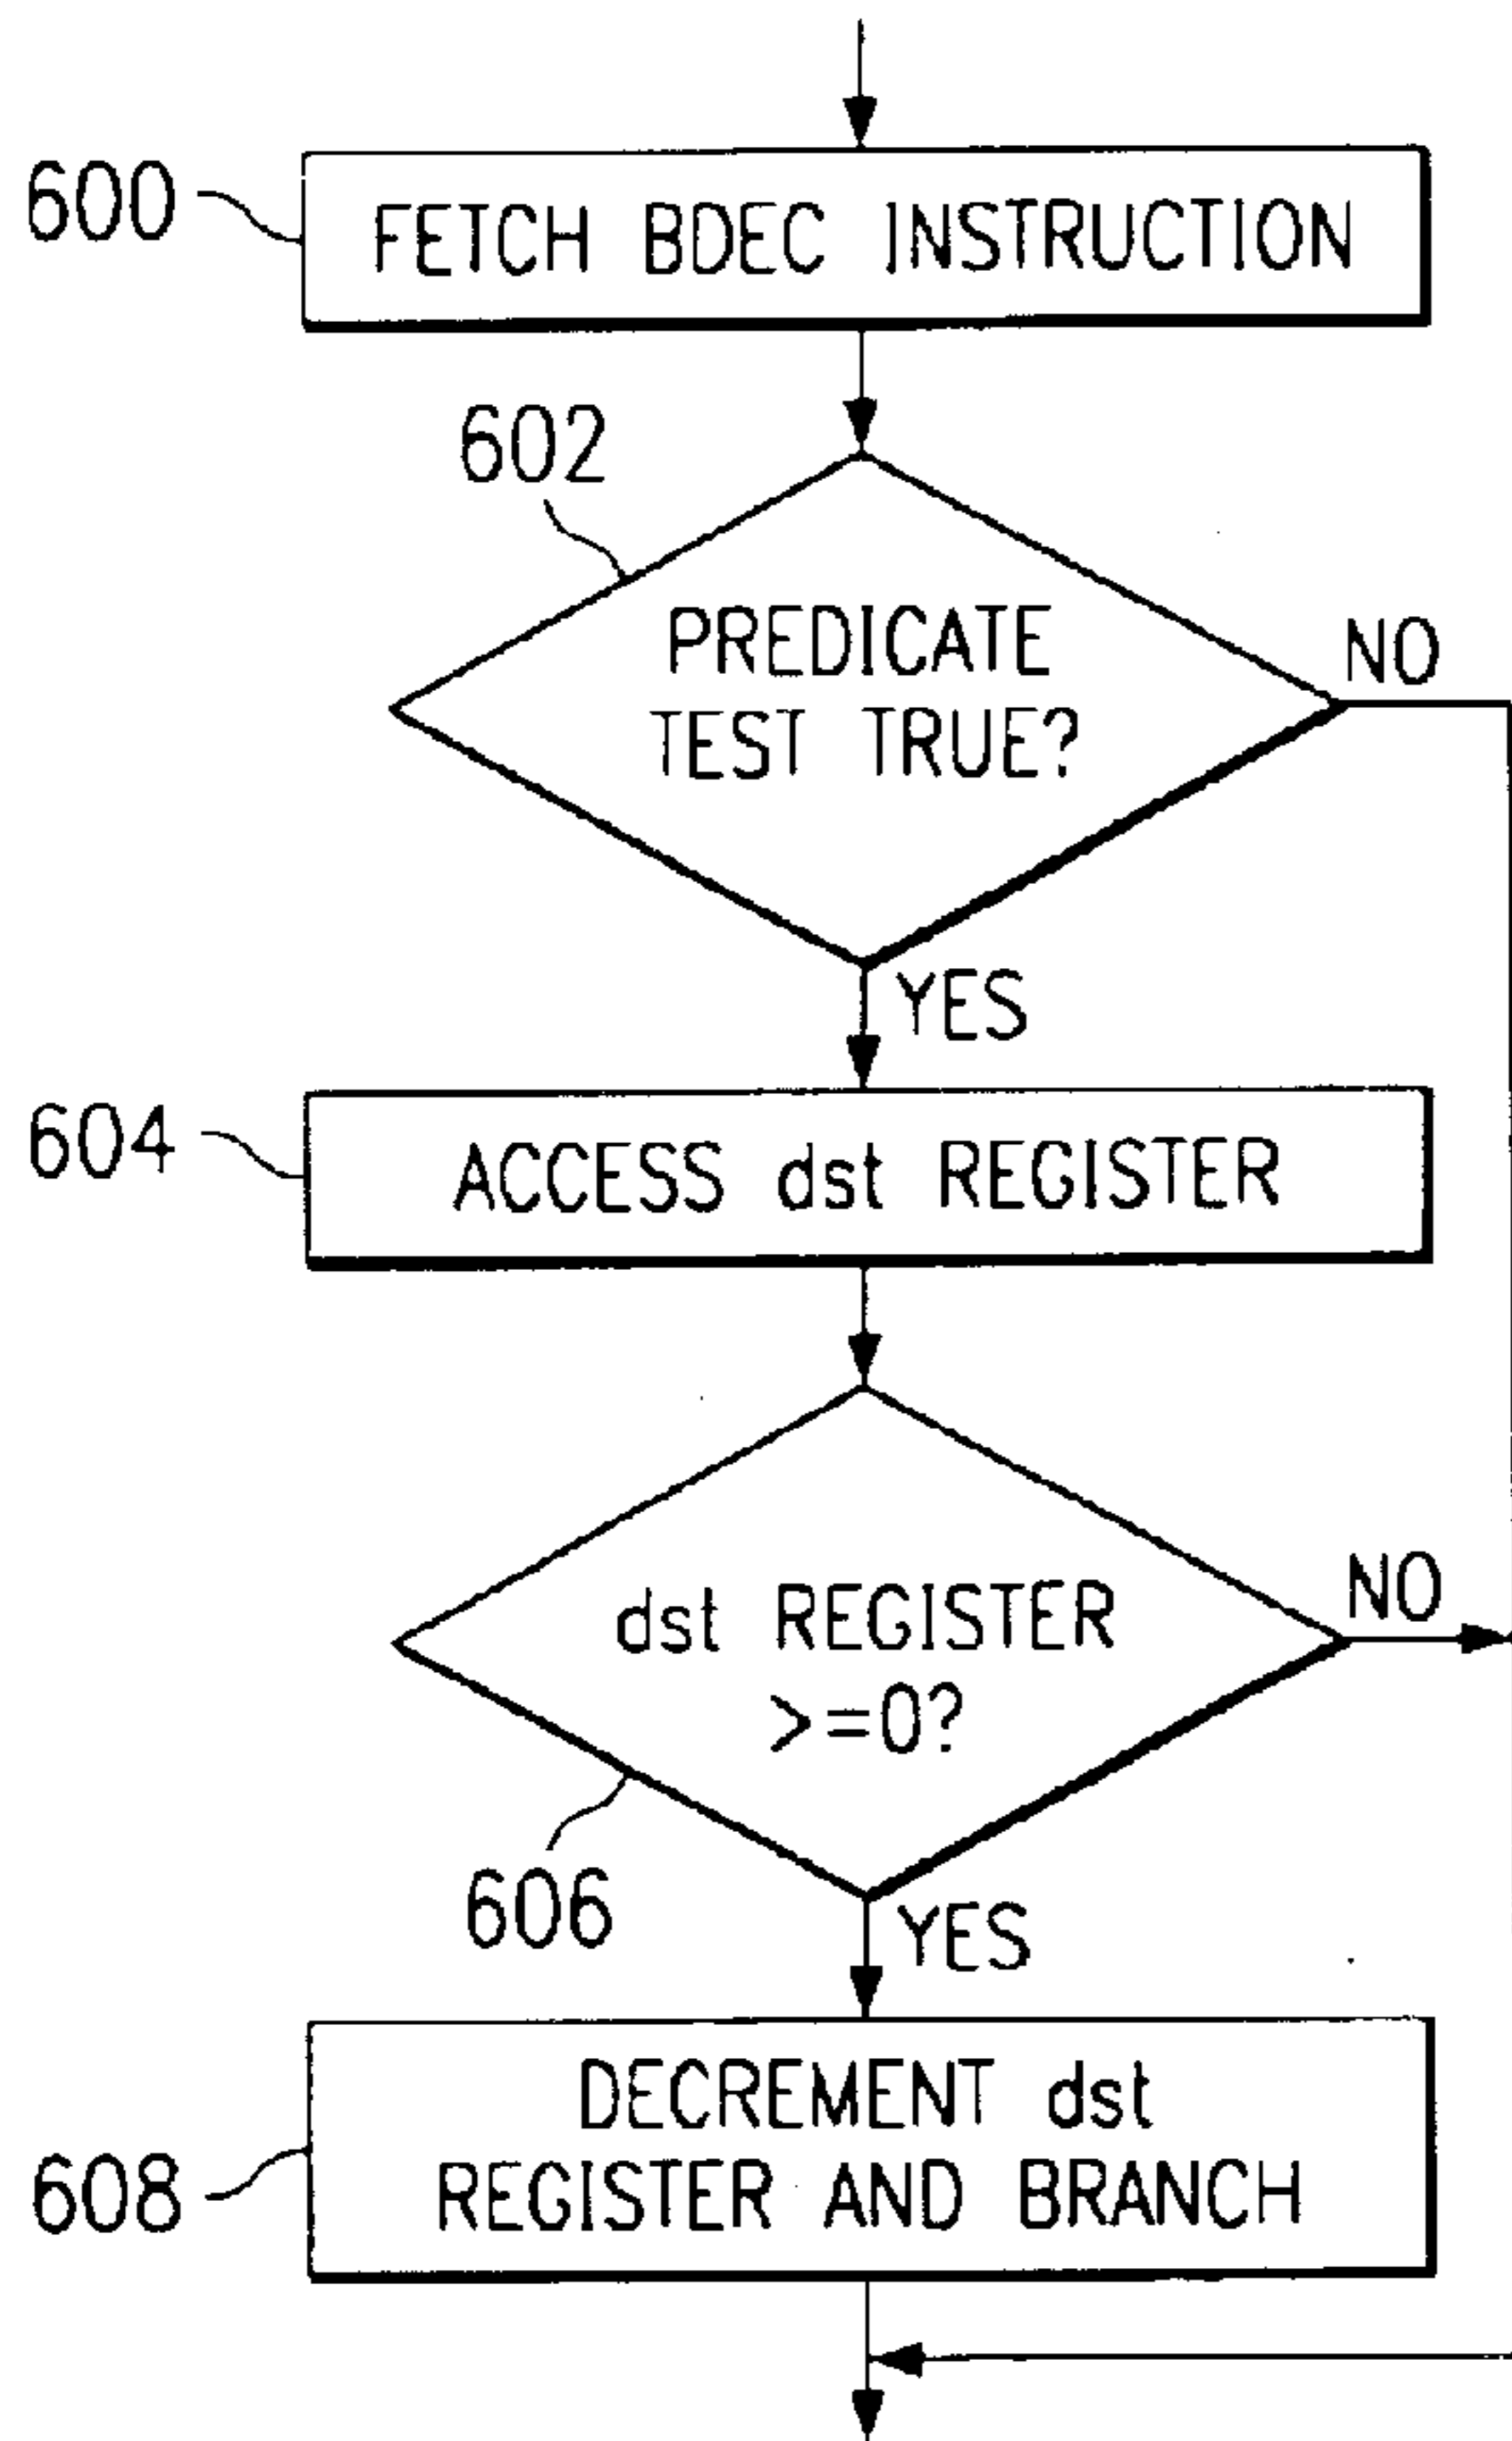 600
FETCH BDEC INSTRUCTION
602
PREDICATE
TEST TRUE?
NO
YES
604
ACCESS dst REGISTER
dst REGISTER
>=0?
NO
606
YES
DECREMENT dst
REGISTER AND BRANCH
608